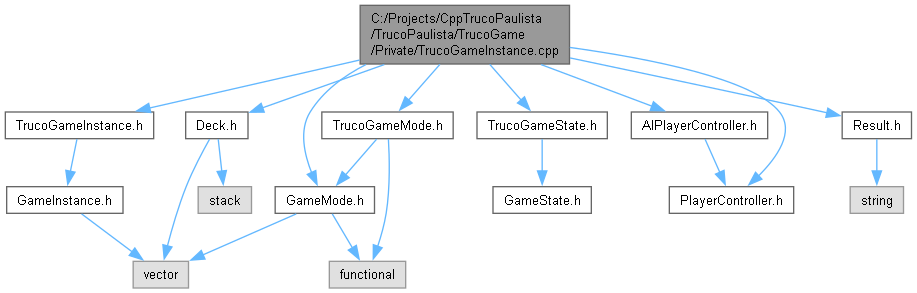 C:/Projects/CppTrucoPaulista
/TrucoPaulista/TrucoGame
/Private/TrucoGameInstance.cpp
TrucoGameInstance.h
Deck.h
TrucoGameMode.h
TrucoGameState.h
AIPlayerController.h
Result.h
GameInstance.h
stack
GameMode.h
GameState.h
PlayerController.h
string
vector
functional